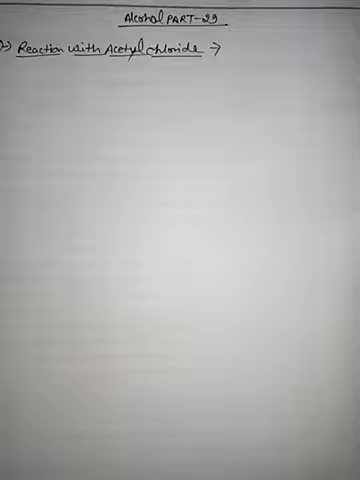 Alcohol PART-29
→ Reaction with Acetyl chloride →